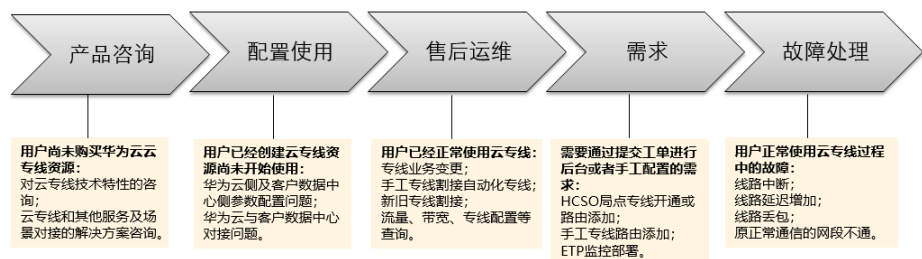 产品咨询
配置使用
售后运维
需求
故障处理
用户尚未购买华为云云
专线资源：
对云专线技术特性的咨
询；
云专线和其他服务及场
景对接的解决方案咨询。
用户已经创建云专线资
源尚未开始使用：
华为云侧及客户数据中
心侧参数配置问题；
华为云与客户数据中心
对接问题。
用户已经正常使用云专线：
专线业务变更；
手工专线割接自动化专线；
新旧专线割接；
流量、带宽、专线配置等
查询。
需要通过提交工单进行
后台或者手工配置的需
求：
HCSO局点专线开通或
路由添加；
手工专线路由添加；
ETP监控部署。
用户正常使用云专线过程
中的故障：
线路中断；
线路延迟增加；
线路丢包；
原正常通信的网段不通。